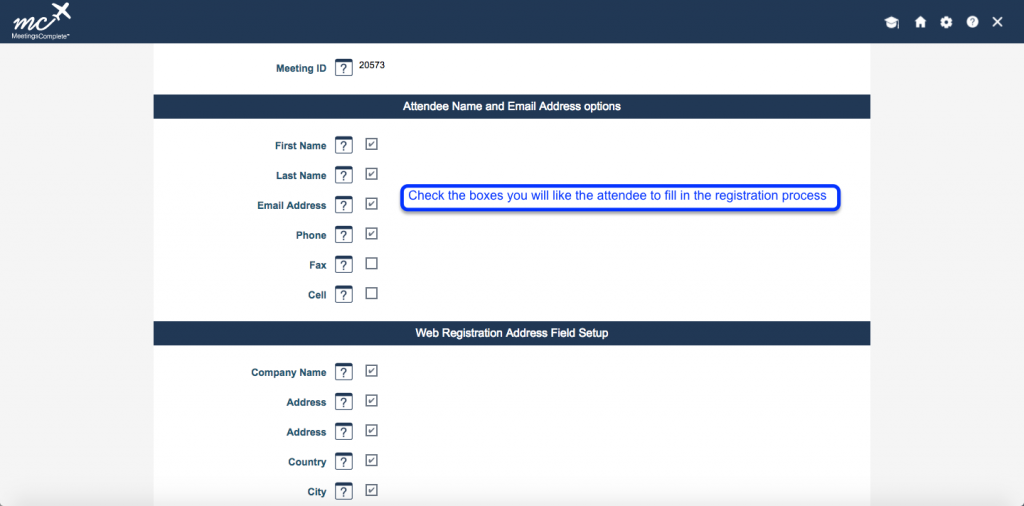 mc
MeetingsComplete™
Meeting ID ? 20573
Attendee Name and Email Address options
First Name ?
Last Name ?
Check the boxes you will like the attendee to fill in the registration process
Email Address ?
Phone ?
Fax ?
Cell ?
Web Registration Address Field Setup
Company Name ?
Address ?
Address ?
Country ?
City ?